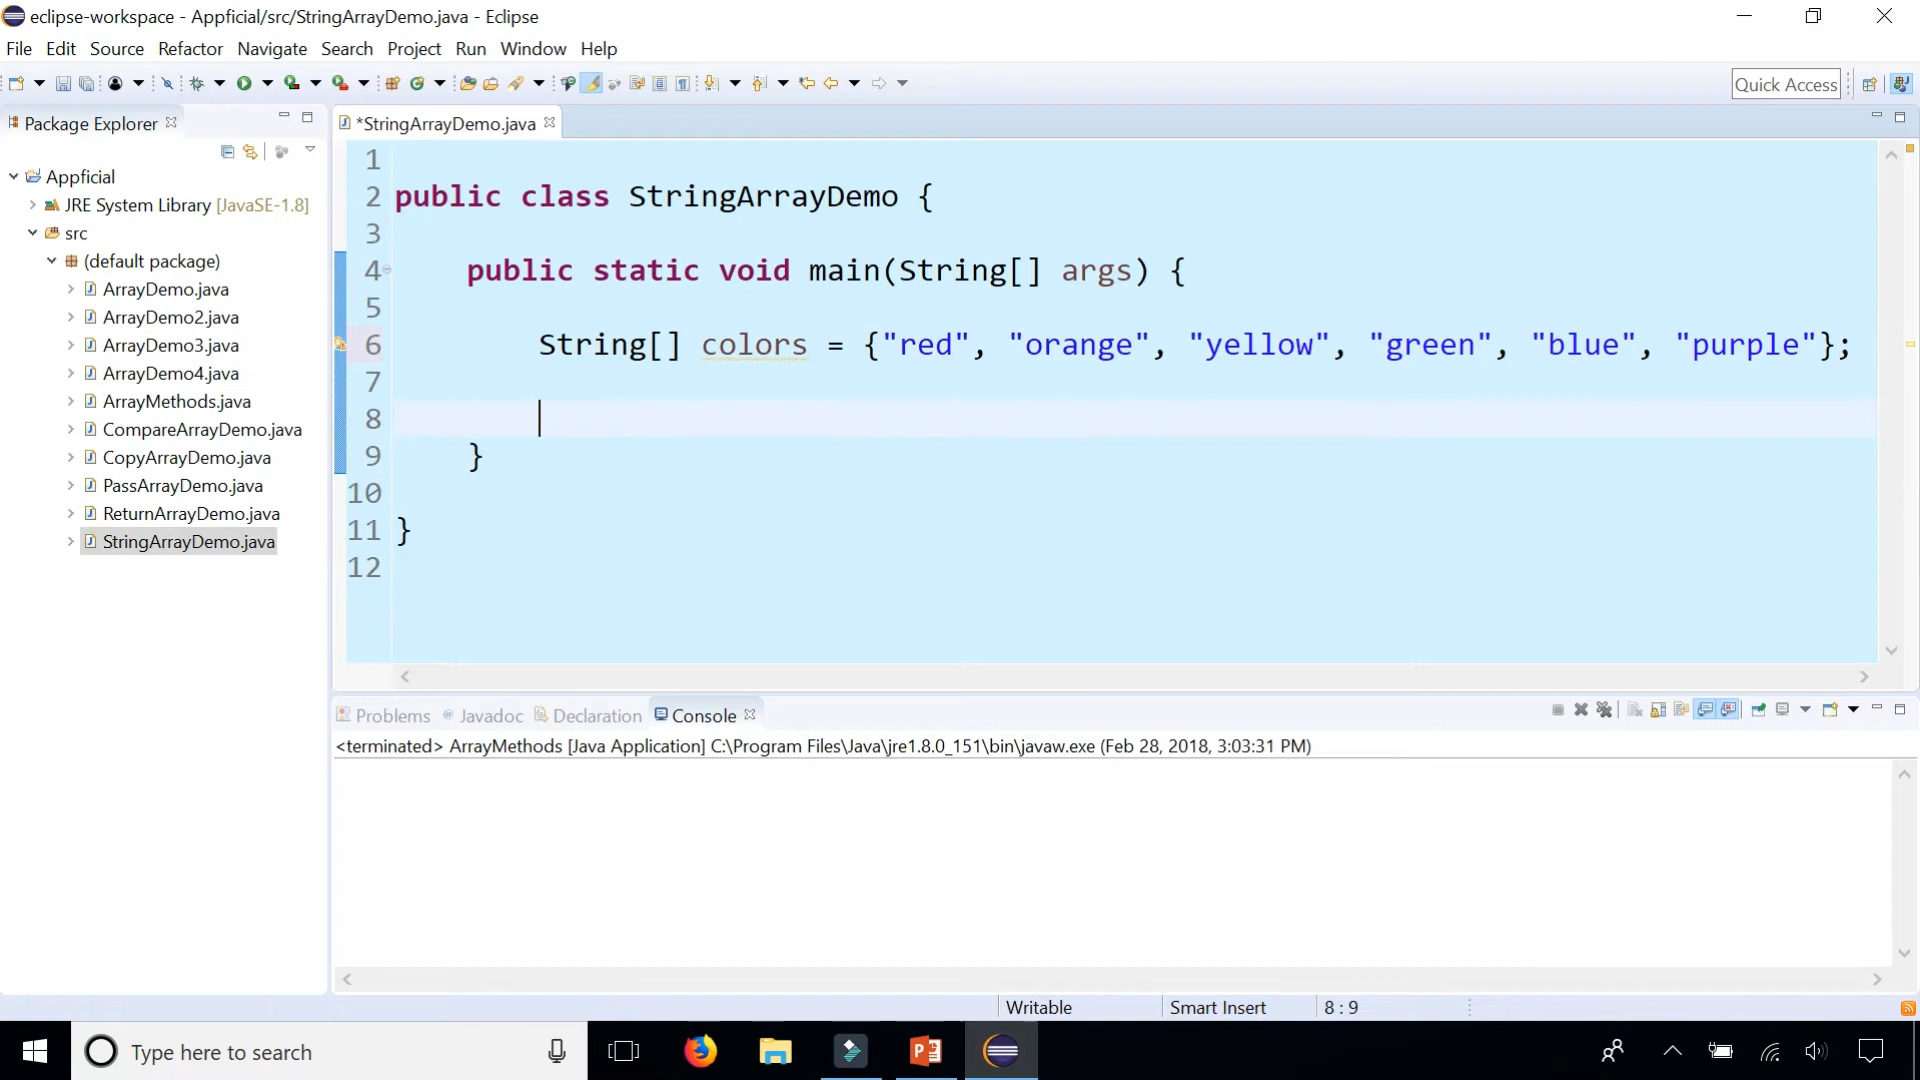 eclipse-workspace - Appficial/src/StringArrayDemo.java - Eclipse
File Edit Source Refactor Navigate Search Project Run Window Help
Quick Access
Package Explorer
*StringArrayDemo.java
Appficial
JRE System Library [JavaSE-1.8]
src
(default package)
ArrayDemo.java
ArrayDemo2.java
ArrayDemo3.java
ArrayDemo4.java
ArrayMethods.java
CompareArrayDemo.java
CopyArrayDemo.java
PassArrayDemo.java
ReturnArrayDemo.java
StringArrayDemo.java
1
2 public class StringArrayDemo {
3
4 public static void main(String[] args) {
5
6 String[] colors = {"red", "orange", "yellow", "green", "blue", "purple"};
7
8
9 }
10
11 }
12
Problems Javadoc Declaration Console
<terminated> ArrayMethods [Java Application] C:\Program Files\Java\jre1.8.0_151\bin\javaw.exe (Feb 28, 2018, 3:03:31 PM)
Writable Smart Insert 8 : 9
Type here to search